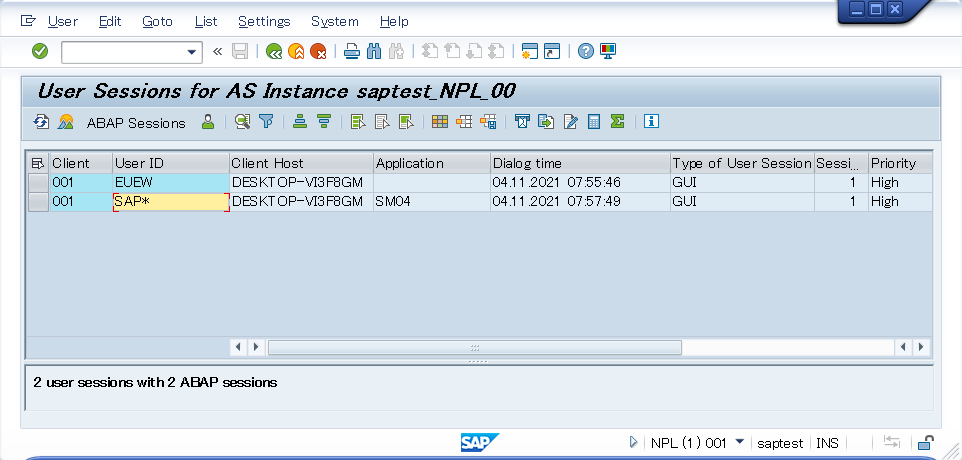 User Edit Goto List Settings System Help
User Sessions for AS Instance saptest_NPL_00
ABAP Sessions
Client User ID Client Host Application Dialog time Type of User Session Sessi... Priority
001 EUEW DESKTOP-VI3F8GM 04.11.2021 07:55:46 GUI 1 High
001 SAP* DESKTOP-VI3F8GM SM04 04.11.2021 07:57:49 GUI 1 High
2 user sessions with 2 ABAP sessions
SAP NPL (1) 001 saptest INS